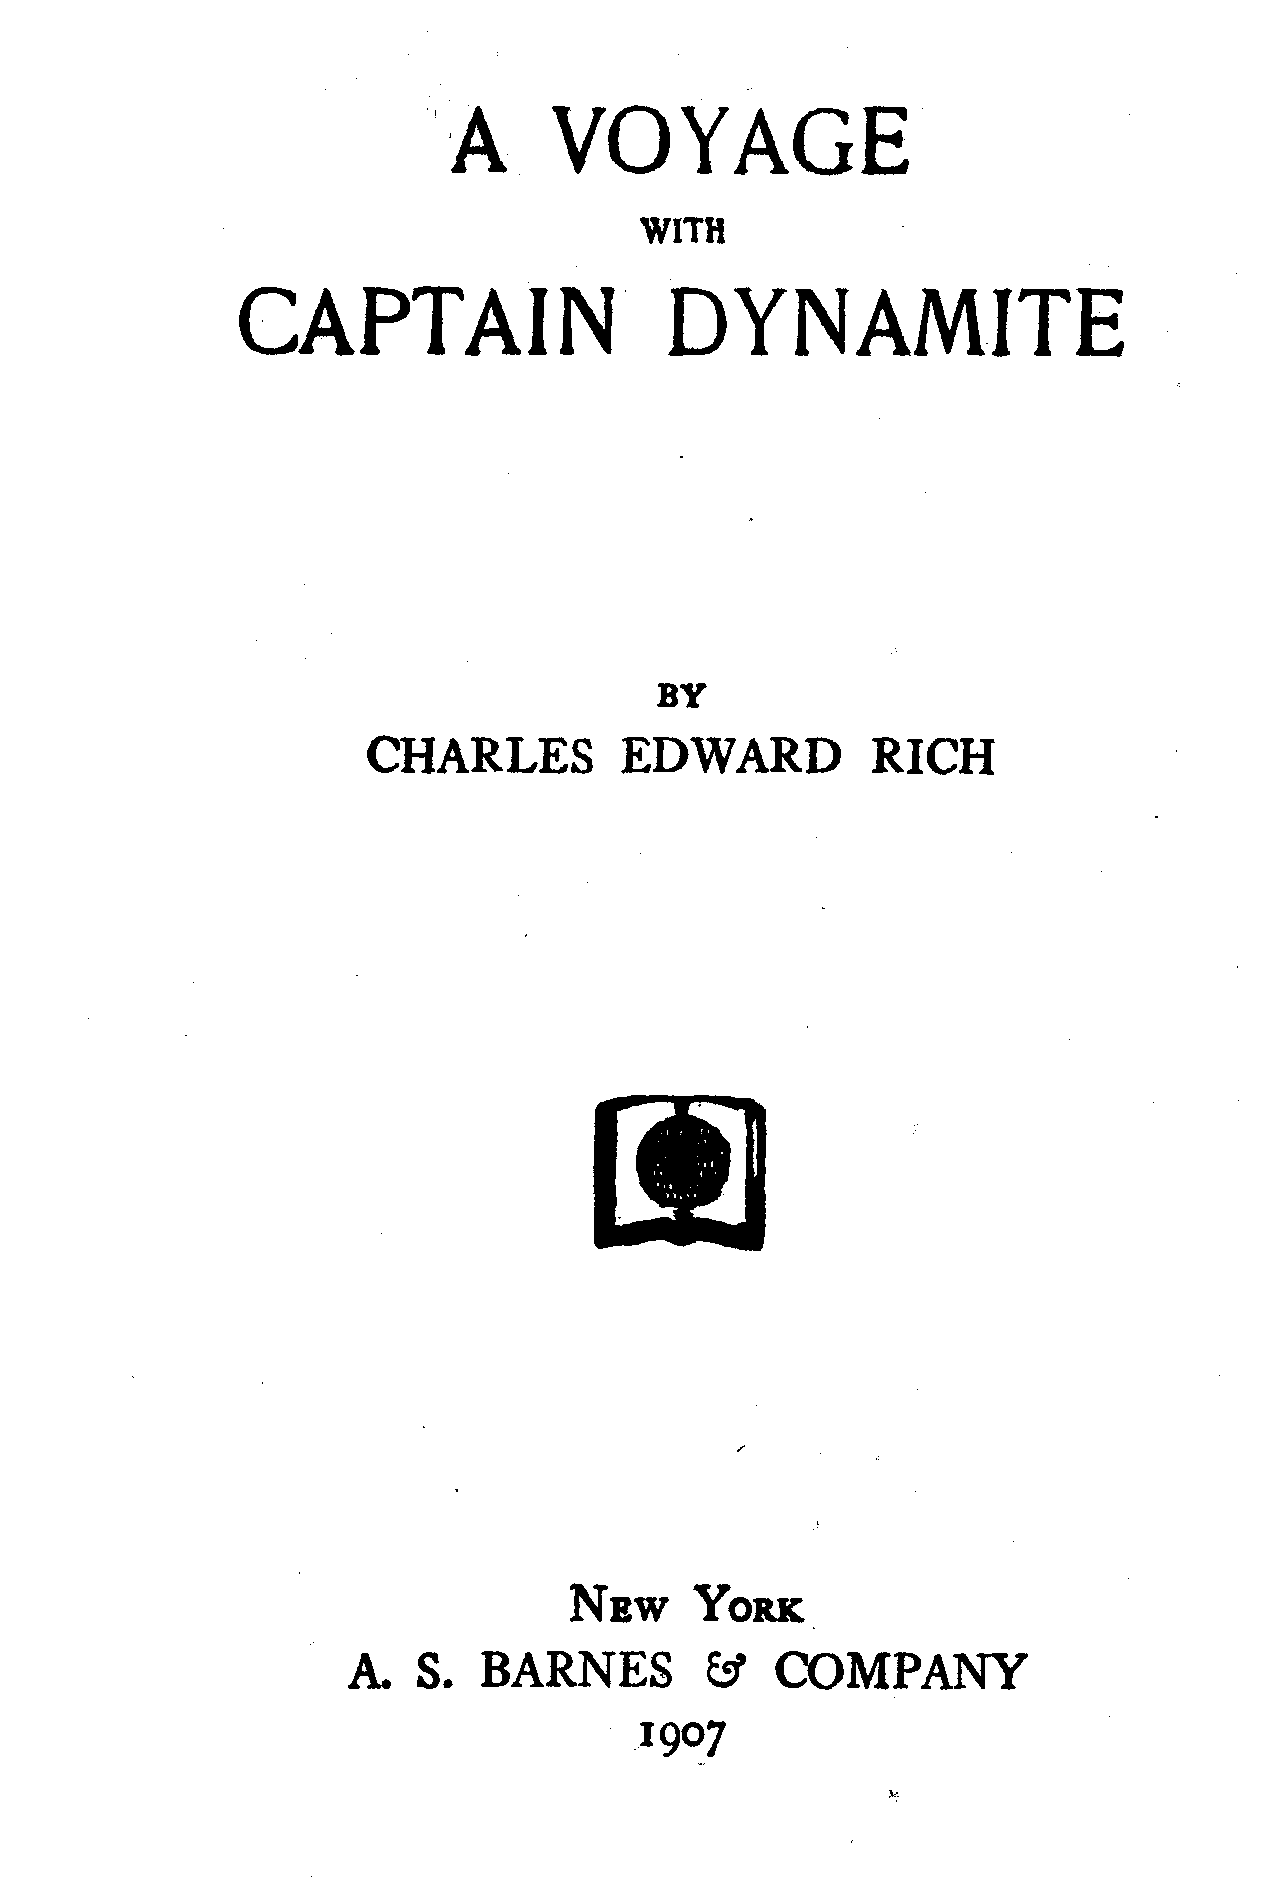 A VOYAGE
WITH
CAPTAIN DYNAMITE
BY
CHARLES EDWARD RICH
NEW YORK
A. S. BARNES & COMPANY
1907